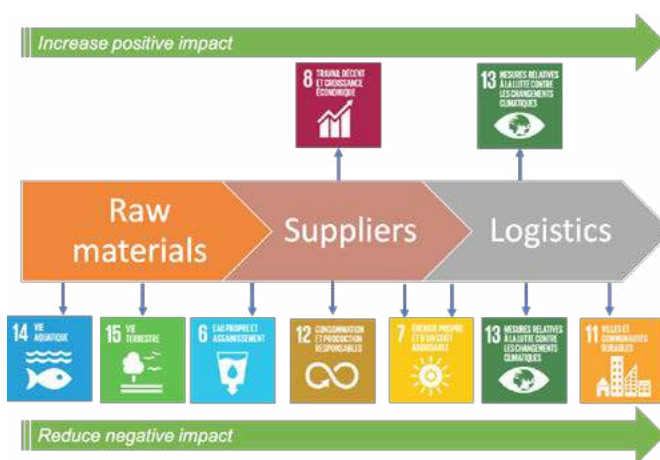 Increase positive impact
8 TRAVAIL DÉCENT
ET CROISSANCE
ÉCONOMIQUE
13 MESURES RELATIVES
À LA LUTTE CONTRE
LES CHANGEMENTS
CLIMATIQUES
Raw
materials
Suppliers
Logistics
14 VIE
AQUATIQUE
15 VIE
TERRESTRE
6 EAU PROPRE ET
ASSAINISSEMENT
12 CONSOMMATION
ET PRODUCTION
RESPONSABLES
7 ÉNERGIE PROPRE
ET D'UN COÛT
ABORDABLE
13 MESURES RELATIVES
À LA LUTTE CONTRE
LES CHANGEMENTS
CLIMATIQUES
11 VILLES ET
COMMUNAUTÉS
DURABLES
Reduce negative impact